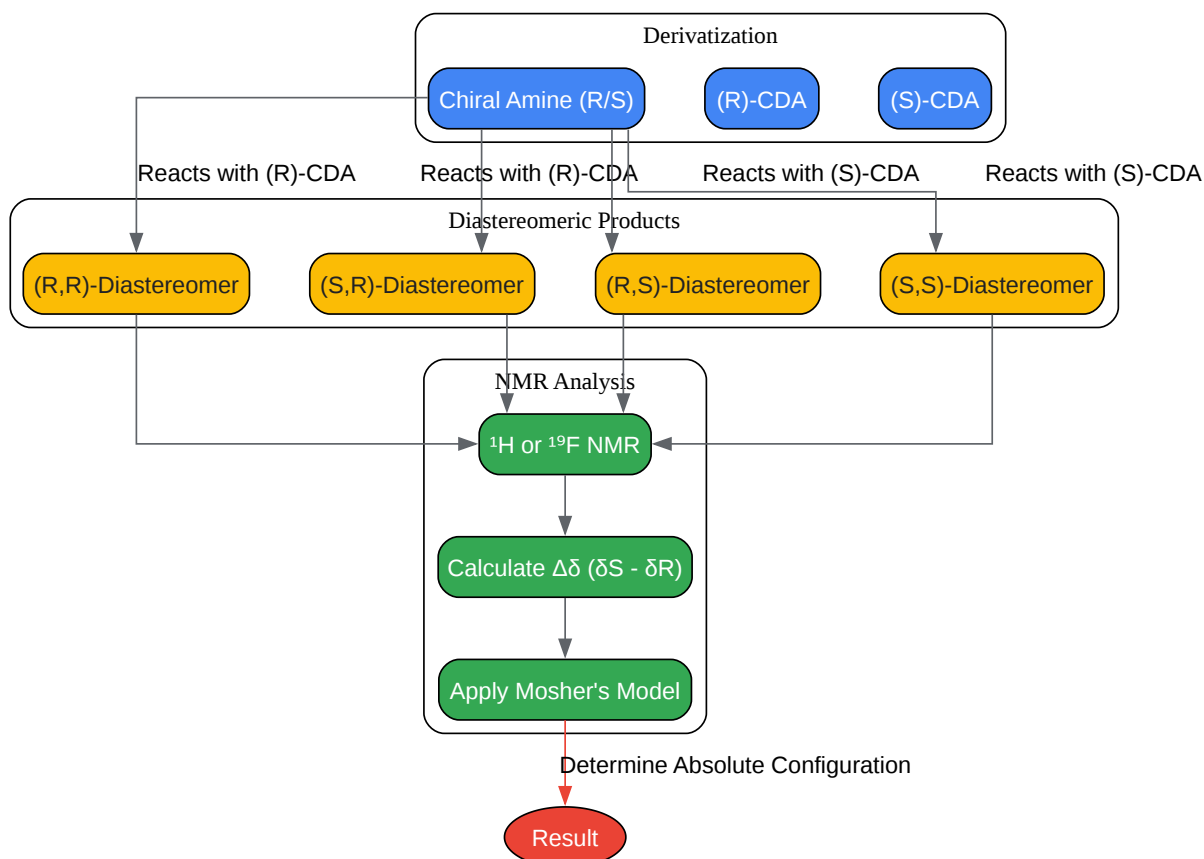 Derivatization
Chiral Amine (R/S)
(R)-CDA
(S)-CDA
Reacts with (R)-CDA
Reacts with (R)-CDA
Reacts with (S)-CDA
Reacts with (S)-CDA
Diastereomeric Products
(R,R)-Diastereomer
(S,R)-Diastereomer
(R,S)-Diastereomer
(S,S)-Diastereomer
NMR Analysis
¹H or ¹⁹F NMR
Calculate Δδ (δS - δR)
Apply Mosher's Model
Determine Absolute Configuration
Result